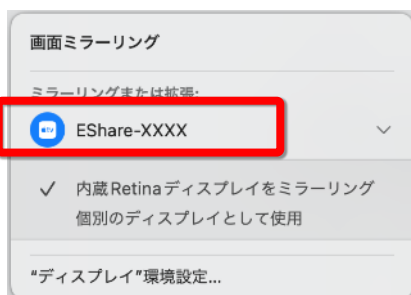 画面ミラーリング
ミラーリングまたは拡張:
tv
EShare-XXXX
内蔵Retinaディスプレイをミラーリング
個別のディスプレイとして使用
“ディスプレイ”環境設定...